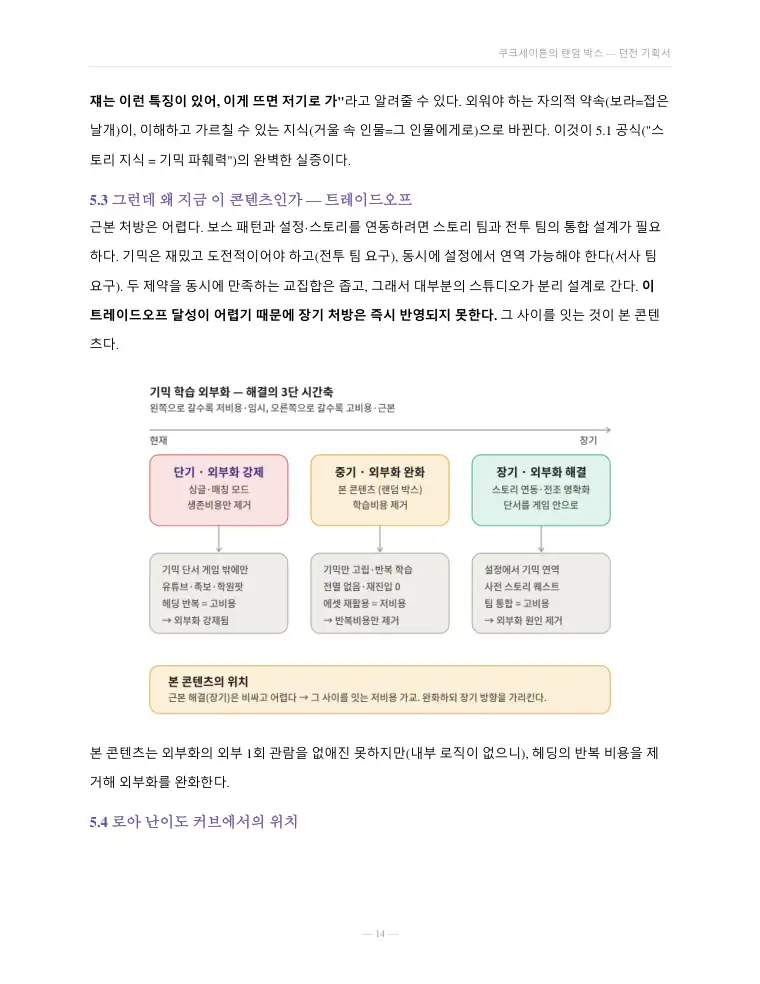 쿠크세이튼의 랜덤 박스 — 던전 기획서
쟤는 이런 특징이 있어, 이게 뜨면 저기로 가"라고 알려줄 수 있다. 외워야 하는 자의적 약속(보라=접은
날개)이, 이해하고 가르칠 수 있는 지식(거울 속 인물=그 인물에게로)으로 바뀐다. 이것이 5.1 공식("스
토리 지식 = 기믹 파훼력")의 완벽한 실증이다.
5.3 그런데 왜 지금 이 콘텐츠인가 — 트레이드오프
근본 처방은 어렵다. 보스 패턴과 설정·스토리를 연동하려면 스토리 팀과 전투 팀의 통합 설계가 필요
하다. 기믹은 재밌고 도전적이어야 하고(전투 팀 요구), 동시에 설정에서 연역 가능해야 한다(서사 팀
요구). 두 제약을 동시에 만족하는 교집합은 좁고, 그래서 대부분의 스튜디오가 분리 설계로 간다. 이
트레이드오프 달성이 어렵기 때문에 장기 처방은 즉시 반영되지 못한다. 그 사이를 잇는 것이 본 콘텐
츠다.
기믹 학습 외부화 — 해결의 3단 시간축
왼쪽으로 갈수록 저비용·임시, 오른쪽으로 갈수록 고비용·근본
현재
장기
단기 · 외부화 강제
싱글·매칭 모드
생존비용만 제거
중기 · 외부화 완화
본 콘텐츠 (랜덤 박스)
학습비용 제거
장기 · 외부화 해결
스토리 연동·전조 명확화
단서를 게임 안으로
기믹 단서 게임 밖에만
유튜브·족보·학원팟
헤딩 반복 = 고비용
→ 외부화 강제됨
기믹만 고립·반복 학습
전멸 없음·재진입 0
에셋 재활용 = 저비용
→ 반복비용만 제거
설정에서 기믹 연역
사전 스토리 퀘스트
팀 통합 = 고비용
→ 외부화 원인 제거
본 콘텐츠의 위치
근본 해결(장기)은 비싸고 어렵다 → 그 사이를 잇는 저비용 가교. 완화하되 장기 방향을 가리킨다.
본 콘텐츠는 외부화의 외부 1회 관람을 없애진 못하지만(내부 로직이 없으니), 헤딩의 반복 비용을 제
거해 외부화를 완화한다.
5.4 로아 난이도 커브에서의 위치
— 14 —